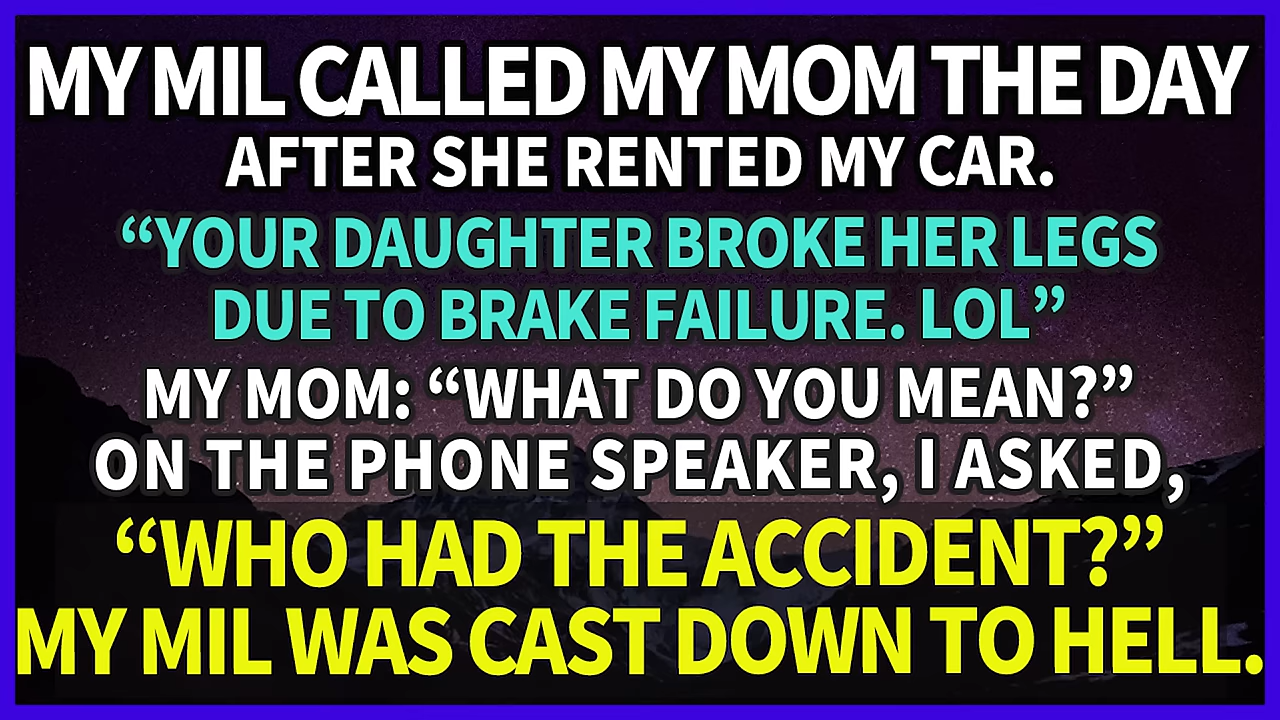 MY MIL CALLED MY MOM THE DAY
AFTER SHE RENTED MY CAR.
“YOUR DAUGHTER BROKE HER LEGS
DUE TO BRAKE FAILURE. LOL”
MY MOM: “WHAT DO YOU MEAN?”
ON THE PHONE SPEAKER, I ASKED,
“WHO HAD THE ACCIDENT?”
MY MIL WAS CAST DOWN TO HELL.